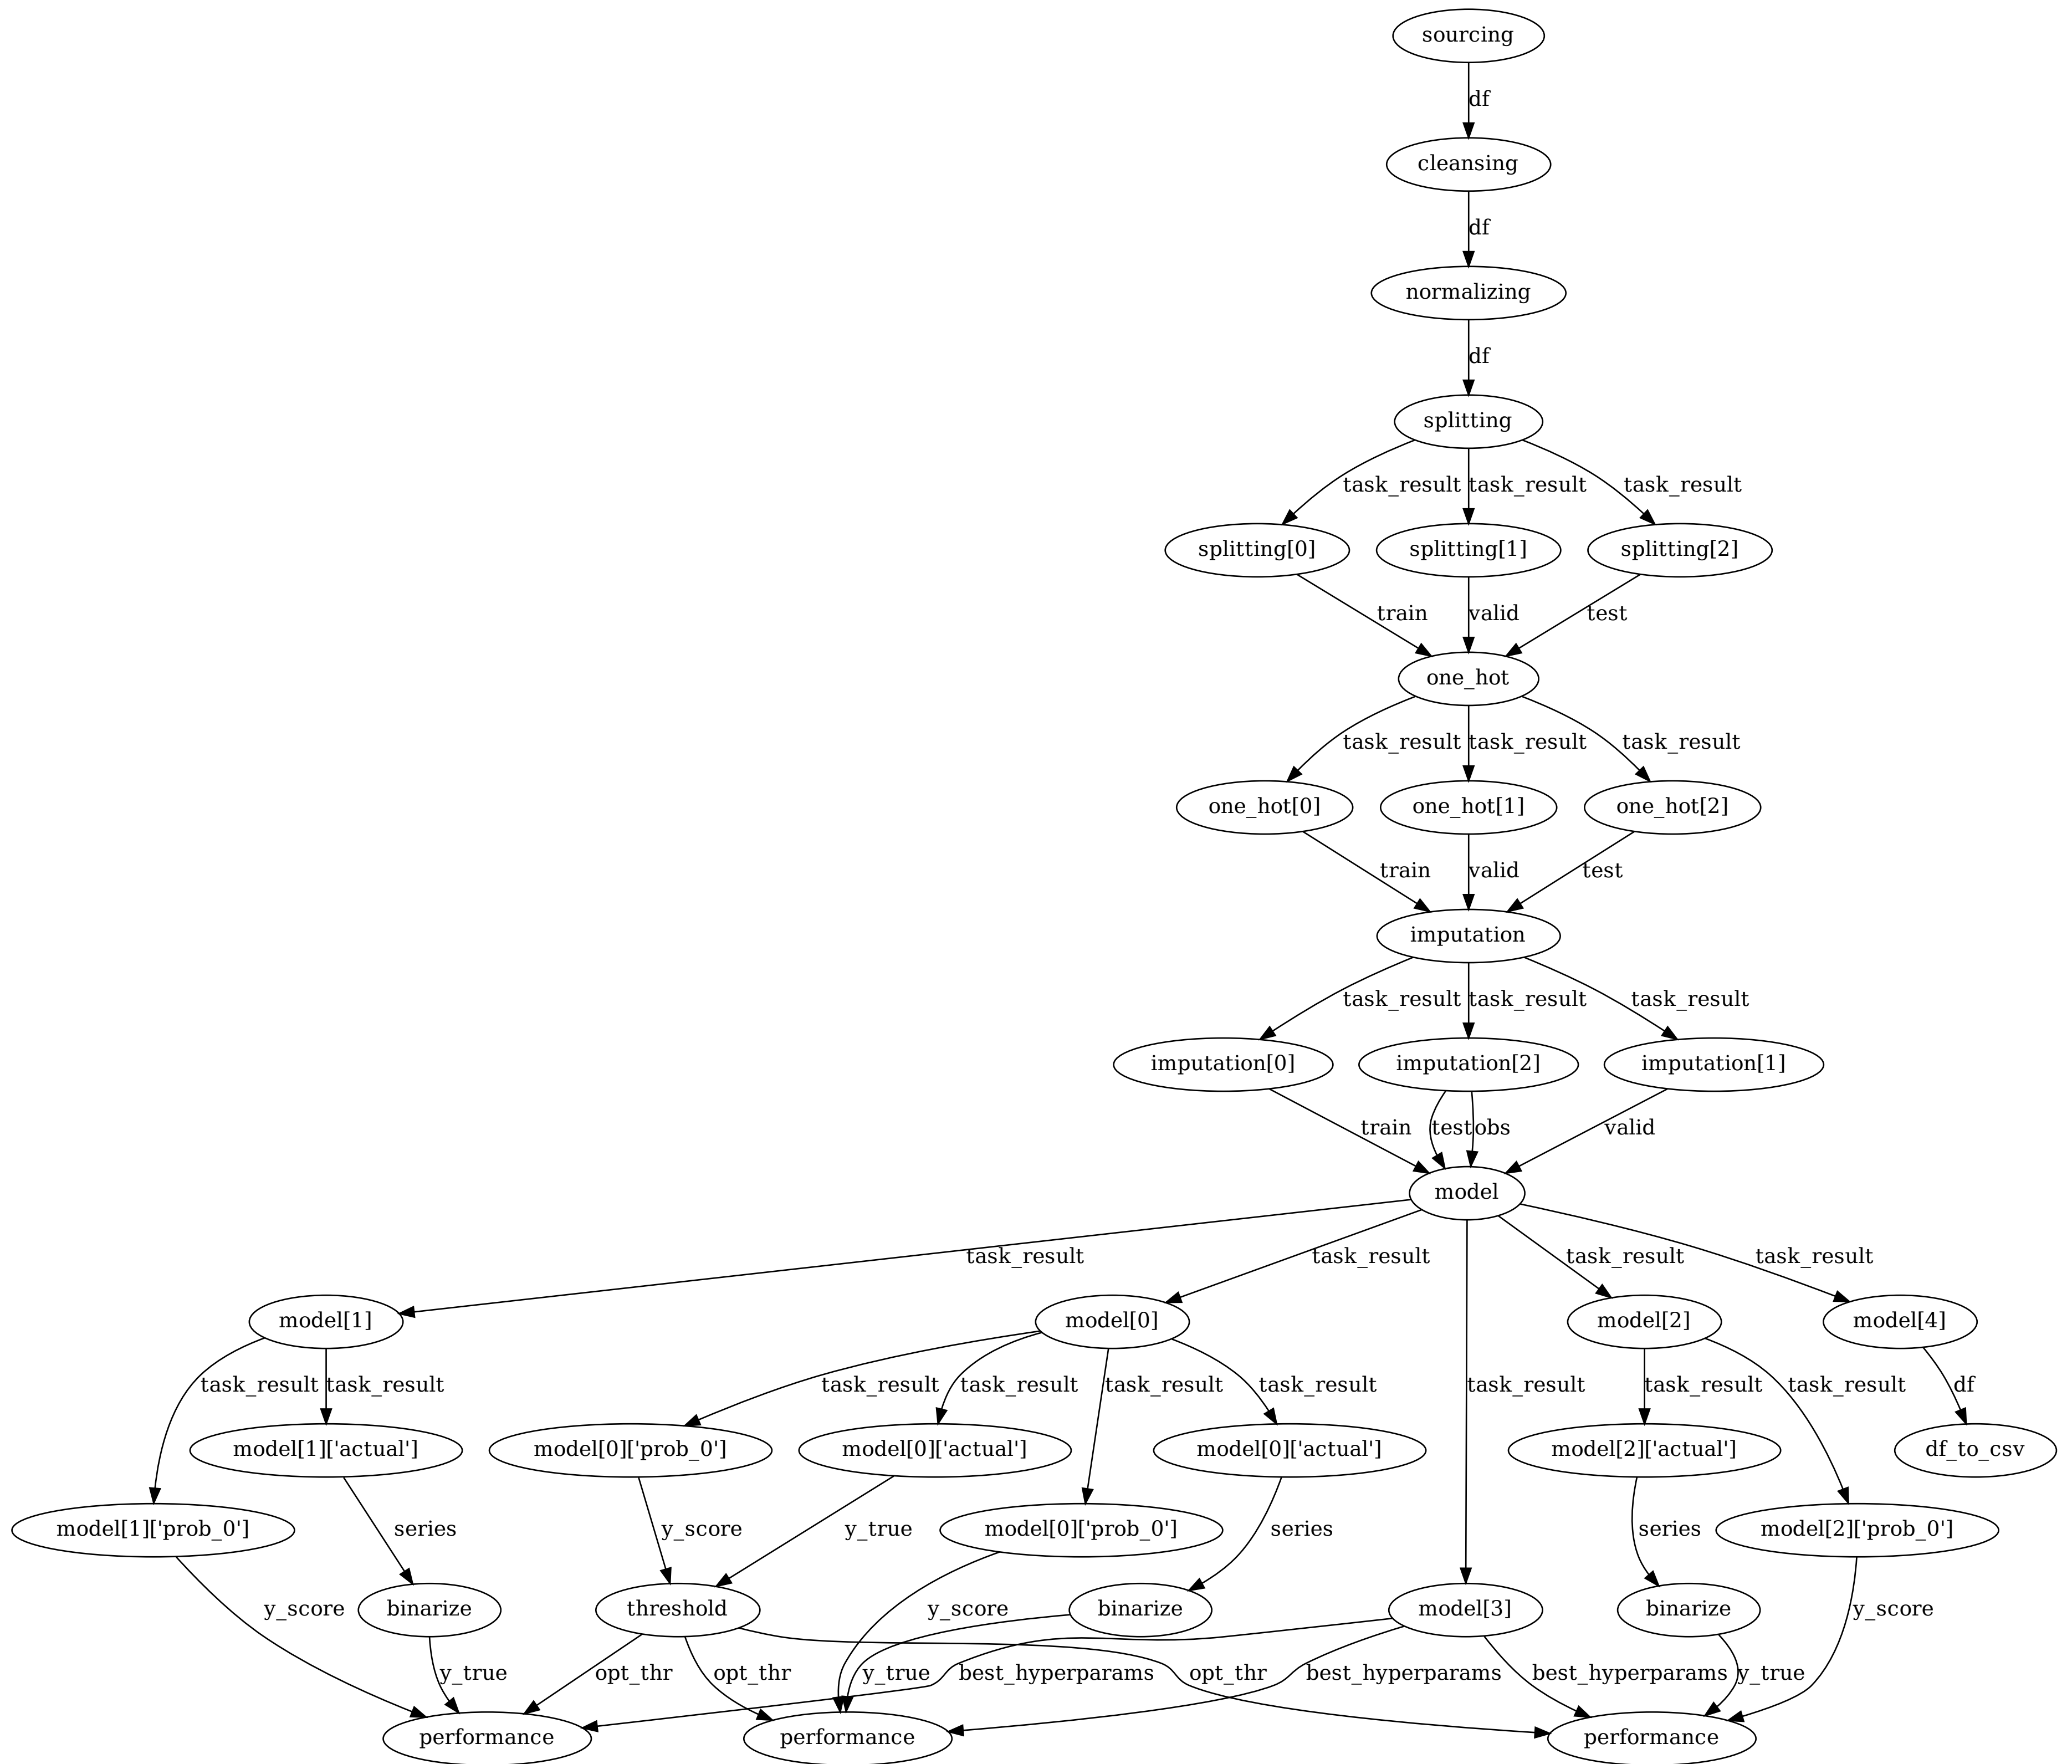 sourcing
df
cleansing
df
normalizing
df
splitting
task_result task_result task_result
splitting[0] splitting[1] splitting[2]
train valid test
one_hot
task_result task_result task_result
one_hot[0] one_hot[1] one_hot[2]
train valid test
imputation
task_result task_result task_result
imputation[0] imputation[2] imputation[1]
train test obs valid
model
task_result task_result task_result task_result
model[1] model[0] model[2] model[4]
task_result task_result task_result task_result task_result task_result task_result task_result task_result df
model[1]['actual'] model[0]['prob_0'] model[0]['actual'] model[0]['actual'] model[2]['actual'] df_to_csv
model[1]['prob_0'] series y_score y_true model[0]['prob_0'] series series model[2]['prob_0']
y_score binarize threshold y_score binarize model[3] binarize y_score
y_true opt_thr opt_thr y_true best_hyperparams opt_thr best_hyperparams best_hyperparams y_true
performance performance performance